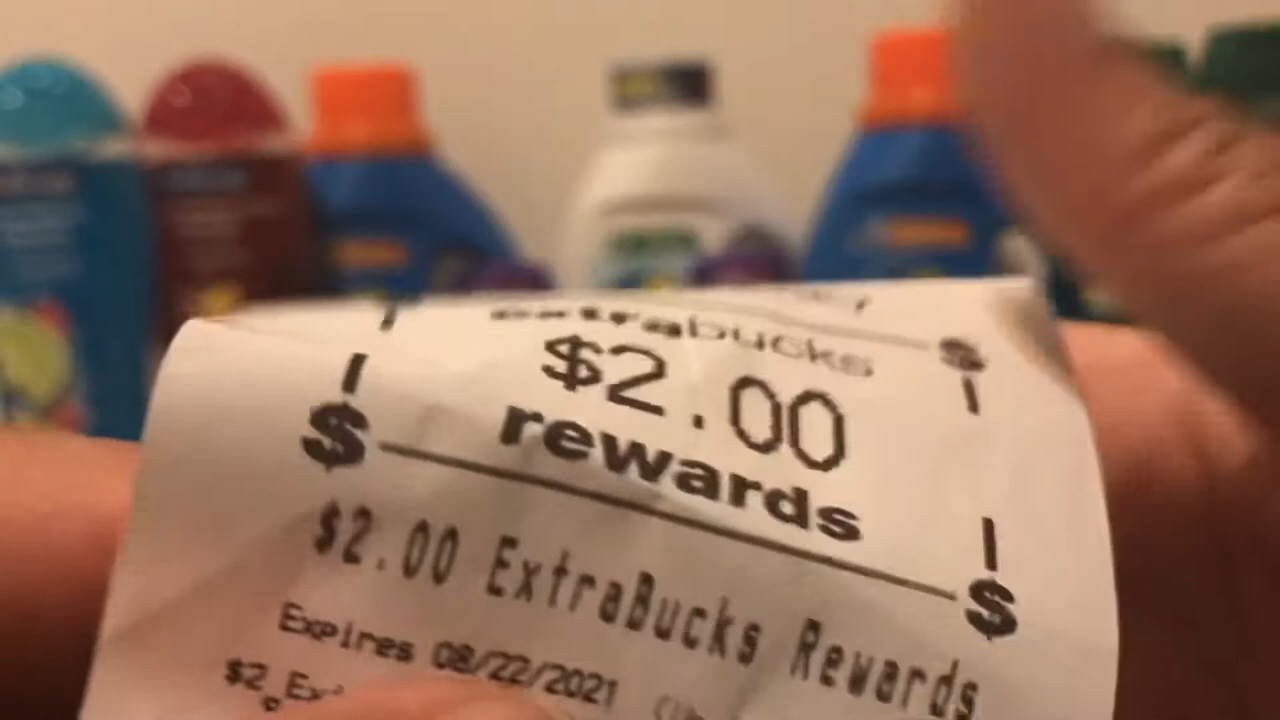 extrabucks
$2.00
rewards
$2.00 ExtraBucks Rewards
Expires 08/22/2021